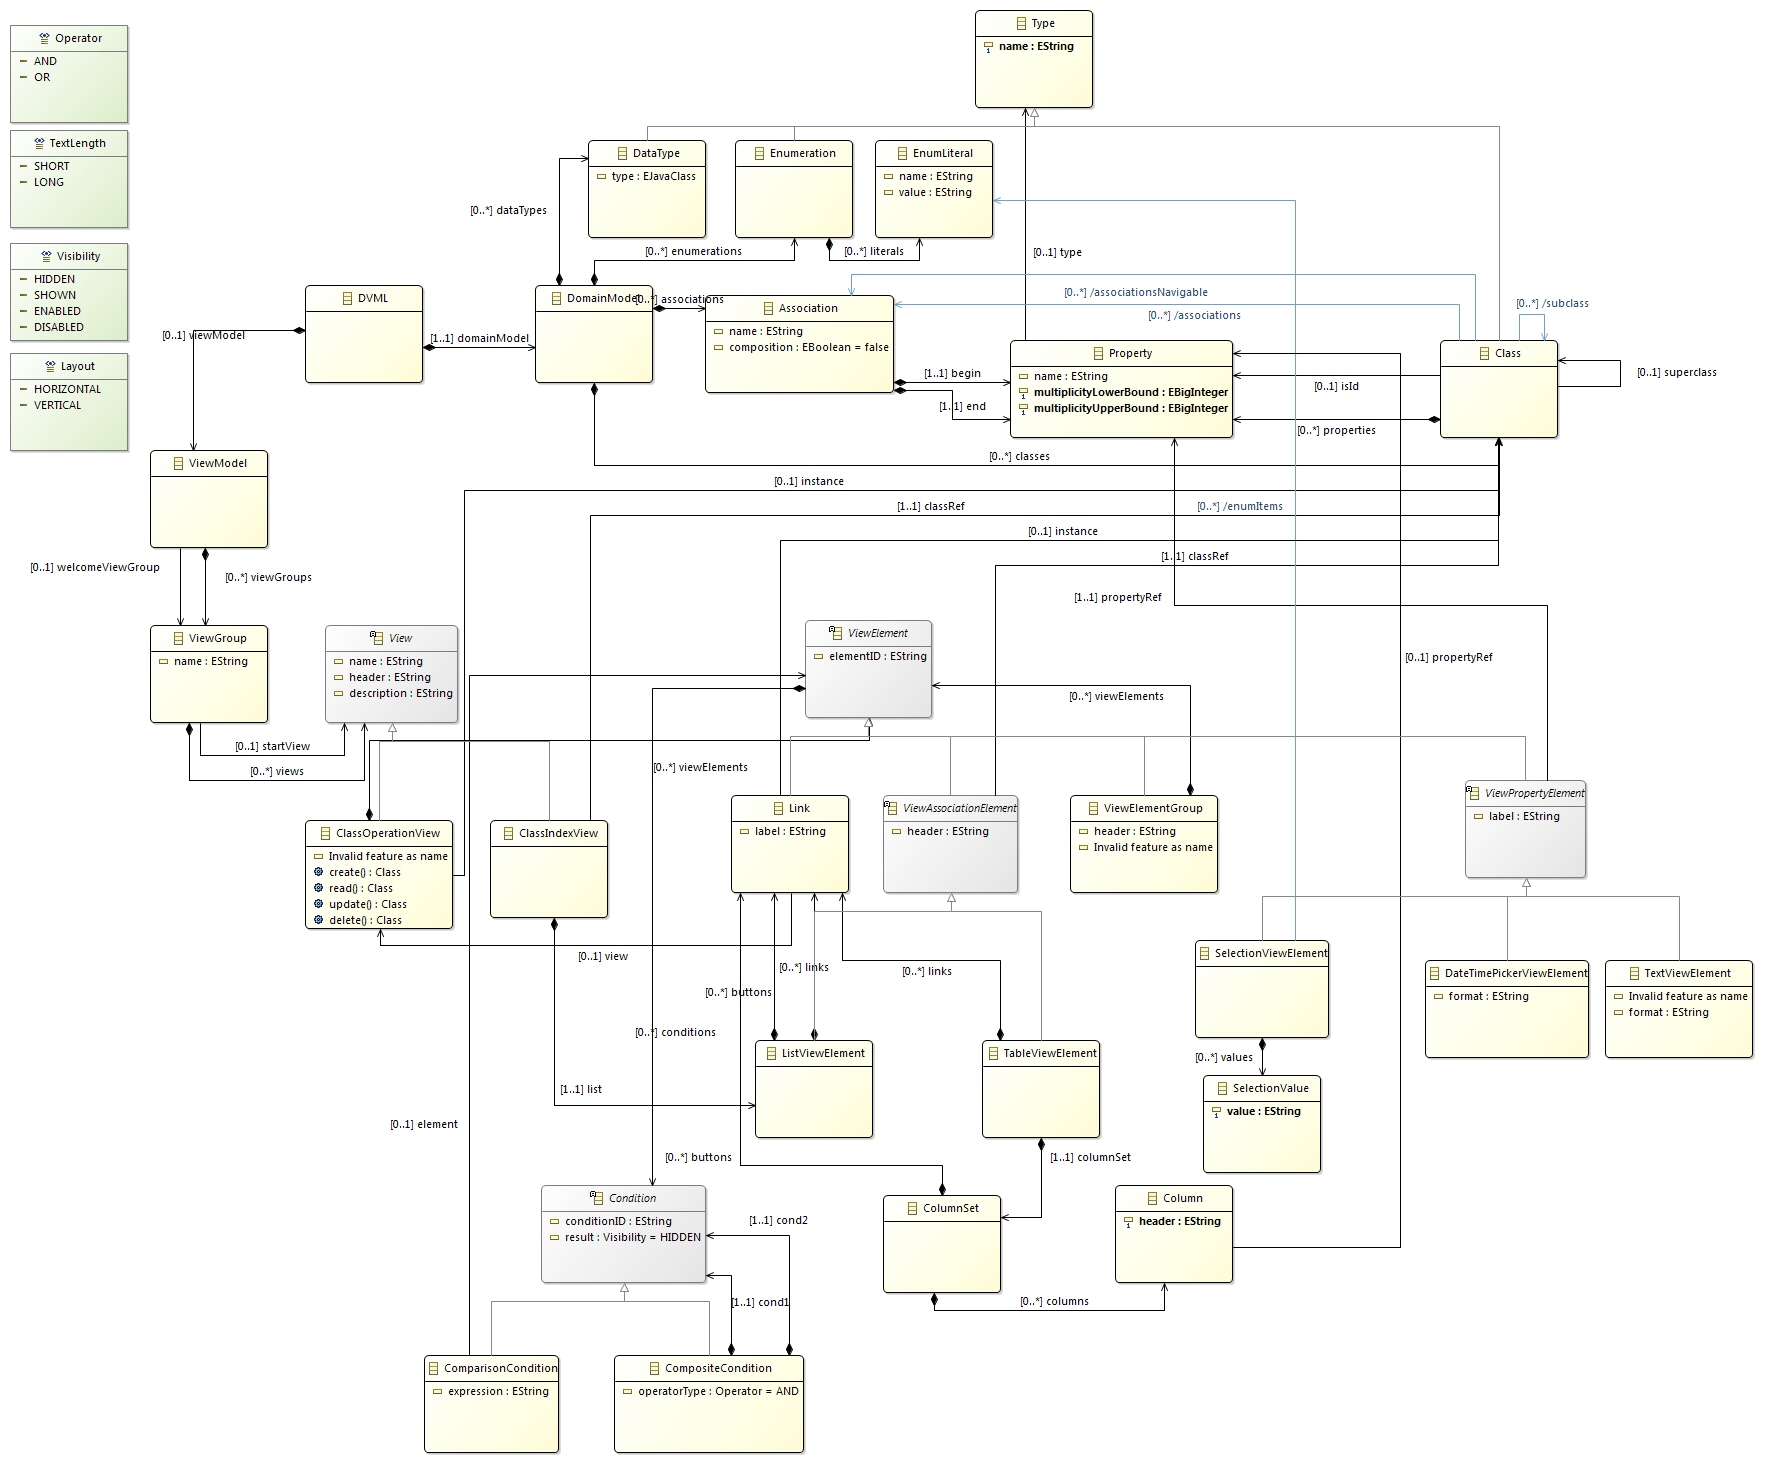 Operator
AND
OR
TextLength
SHORT
LONG
Visibility
HIDDEN
SHOWN
ENABLED
DISABLED
Layout
HORIZONTAL
VERTICAL
Type
name : EString
DataType
type : EJavaClass
Enumeration
EnumLiteral
name : EString
value : EString
[0..*] dataTypes
[0..*] enumerations
[0..*] literals
[0..1] type
DVML
DomainModel
[0..*] associations
Association
name : EString
composition : EBoolean = false
[0..*] /associationsNavigable
[0..*] /associations
[0..*] /subclass
[0..1] viewModel
[1..1] domainModel
Property
name : EString
multiplicityLowerBound : EBigInteger
multiplicityUpperBound : EBigInteger
Class
[1..1] begin
[1..1] end
[0..1] isId
[0..1] superclass
[0..*] properties
[0..*] classes
ViewModel
[0..1] instance
[1..1] classRef
[0..*] /enumItems
[0..1] instance
[1..1] classRef
[0..1] welcomeViewGroup
[0..*] viewGroups
[1..1] propertyRef
ViewGroup
name : EString
View
name : EString
header : EString
description : EString
ViewElement
elementID : EString
[0..1] propertyRef
[0..*] viewElements
[0..1] startView
[0..*] views
[0..*] viewElements
ClassOperationView
Invalid feature as name
create() : Class
read() : Class
update() : Class
delete() : Class
ClassIndexView
Link
label : EString
ViewAssociationElement
header : EString
ViewElementGroup
header : EString
Invalid feature as name
ViewPropertyElement
label : EString
[0..1] view
[0..*] links
[0..*] links
[0..*] buttons
[0..*] conditions
SelectionViewElement
DateTimePickerViewElement
format : EString
TextViewElement
Invalid feature as name
format : EString
ListViewElement
TableViewElement
[0..*] values
[1..1] list
SelectionValue
value : EString
[0..1] element
[0..*] buttons
[1..1] columnSet
Condition
conditionID : EString
result : Visibility = HIDDEN
[1..1] cond2
ColumnSet
Column
header : EString
[1..1] cond1
[0..*] columns
ComparisonCondition
expression : EString
CompositeCondition
operatorType : Operator = AND